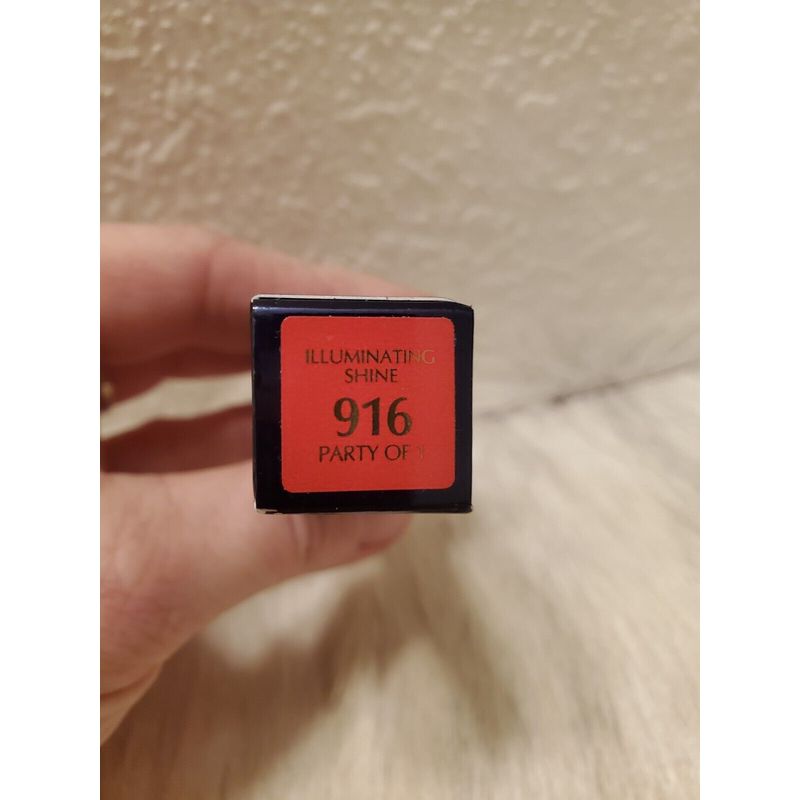 ILLUMINATING
SHINE
916
PARTY OF 1